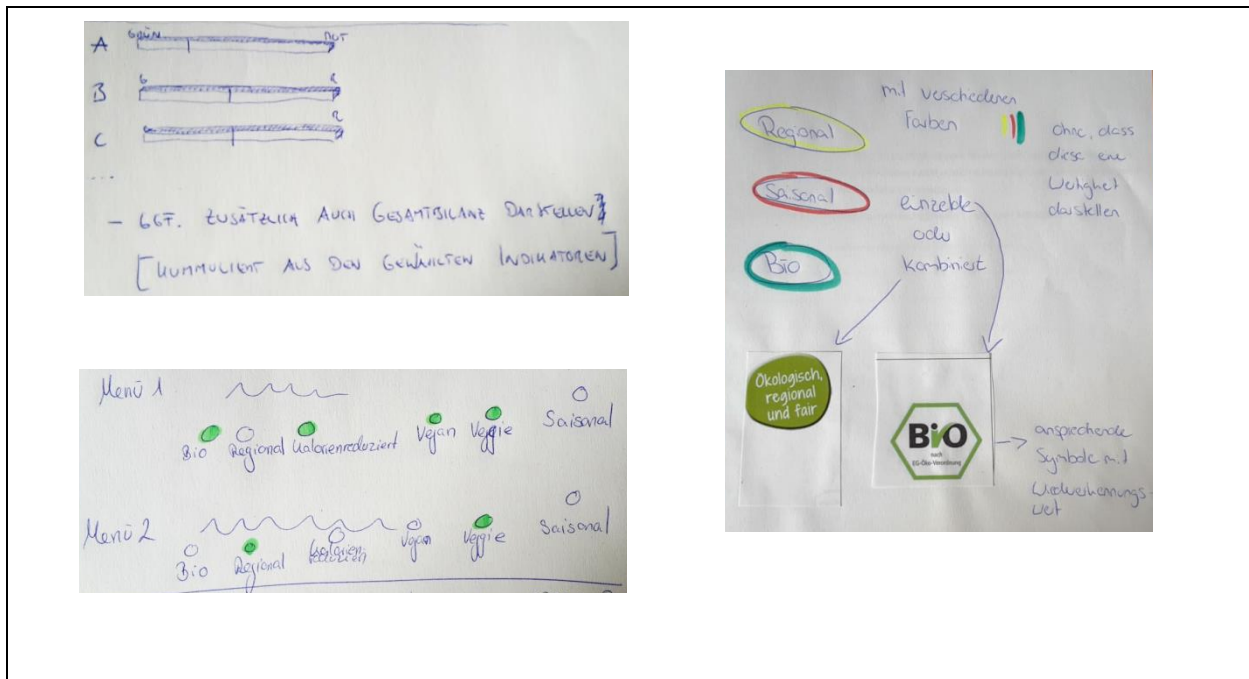 A GRÜN ROT
B G R
C R
...
- GGF. ZUSÄTZLICH AUCH GESAMTBILANZ DARSTELLEN
[KUMMULIERT AUS DEN GEWÄHLTEN INDIKATOREN]
Menü 1
Bio Regional Kalorienreduziert Vegan Veggie Saisonal
Menü 2
Bio Regional Kalorien reduziert Vegan Veggie Saisonal
mit verschiedenen
Farben
Regional
ohne, dass
diese eine
Wertigkeit
darstellen
Saisonal
einzelne
oder
kombiniert
Bio
Ökologisch,
regional
und fair
Bio
nach
EG-Öko-Verordnung
ansprechende
Symbole mit
Wiedererkennungs-
wert